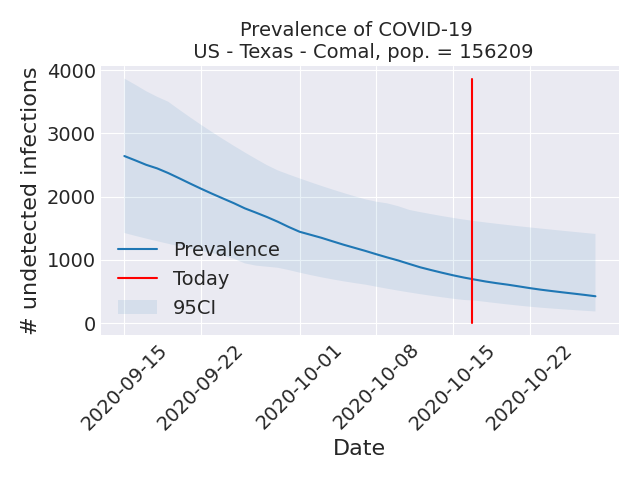 Prevalence of COVID-19
US - Texas - Comal, pop. = 156209
# undetected infections
4000
3000
2000
1000
0
Prevalence
Today
95CI
2020-09-15
2020-09-22
2020-10-01
2020-10-08
2020-10-15
2020-10-22
Date